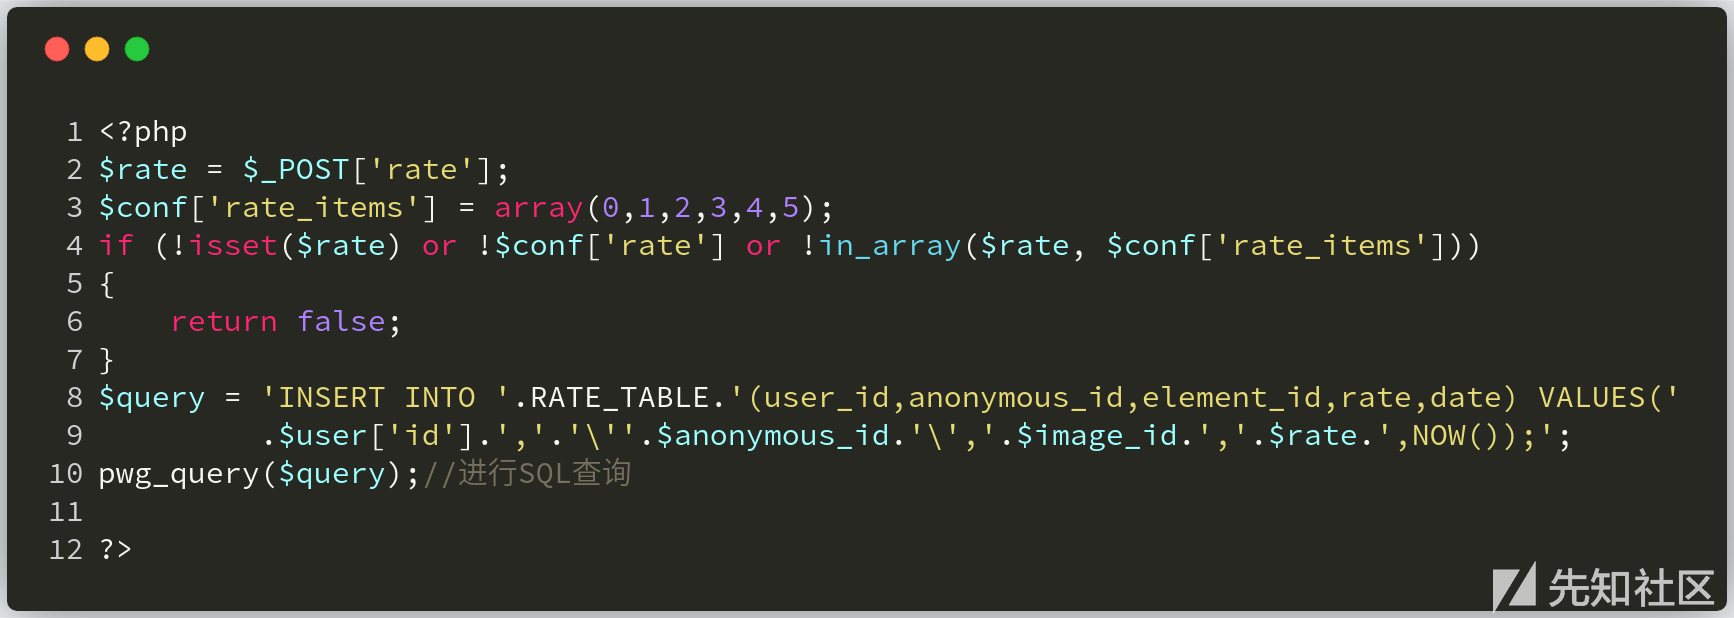 1 <?php
2 $rate = $_POST['rate'];
3 $conf['rate_items'] = array(0,1,2,3,4,5);
4 if (!isset($rate) or !$conf['rate'] or !in_array($rate, $conf['rate_items']))
5 {
6     return false;
7 }
8 $query = 'INSERT INTO '.RATE_TABLE.'(user_id,anonymous_id,element_id,rate,date) VALUES('
9          .$user['id'].','.'\''.$anonymous_id.'\','.$image_id.','.$rate.',NOW());';
10 pwg_query($query);//进行SQL查询
11
12 ?>
先知社区